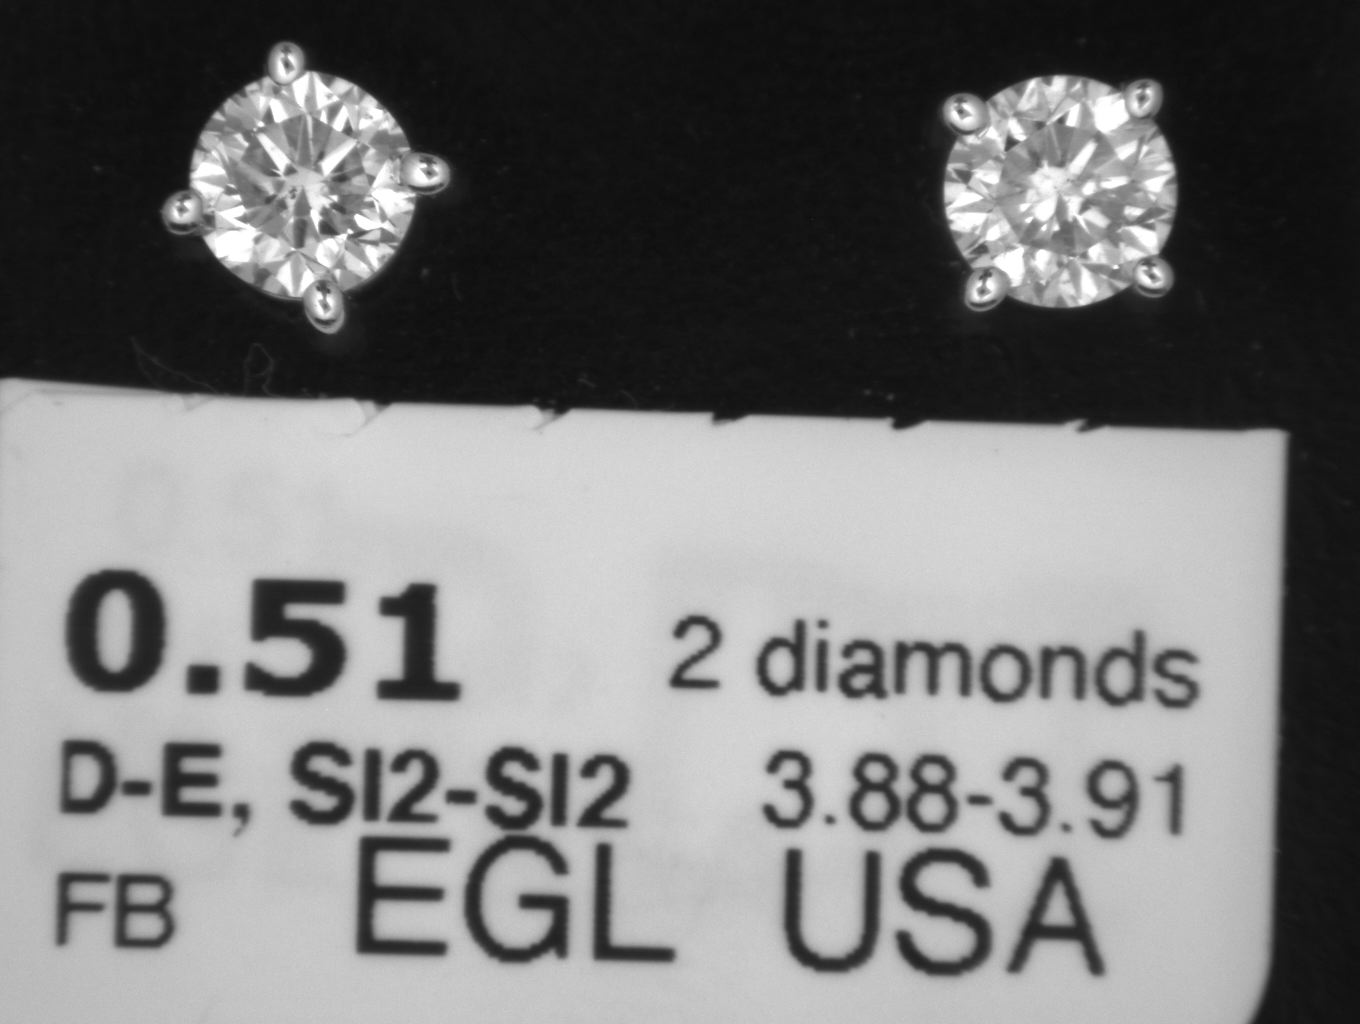 0.51 2 diamonds
D-E, SI2-SI2 3.88-3.91
FB EGL USA